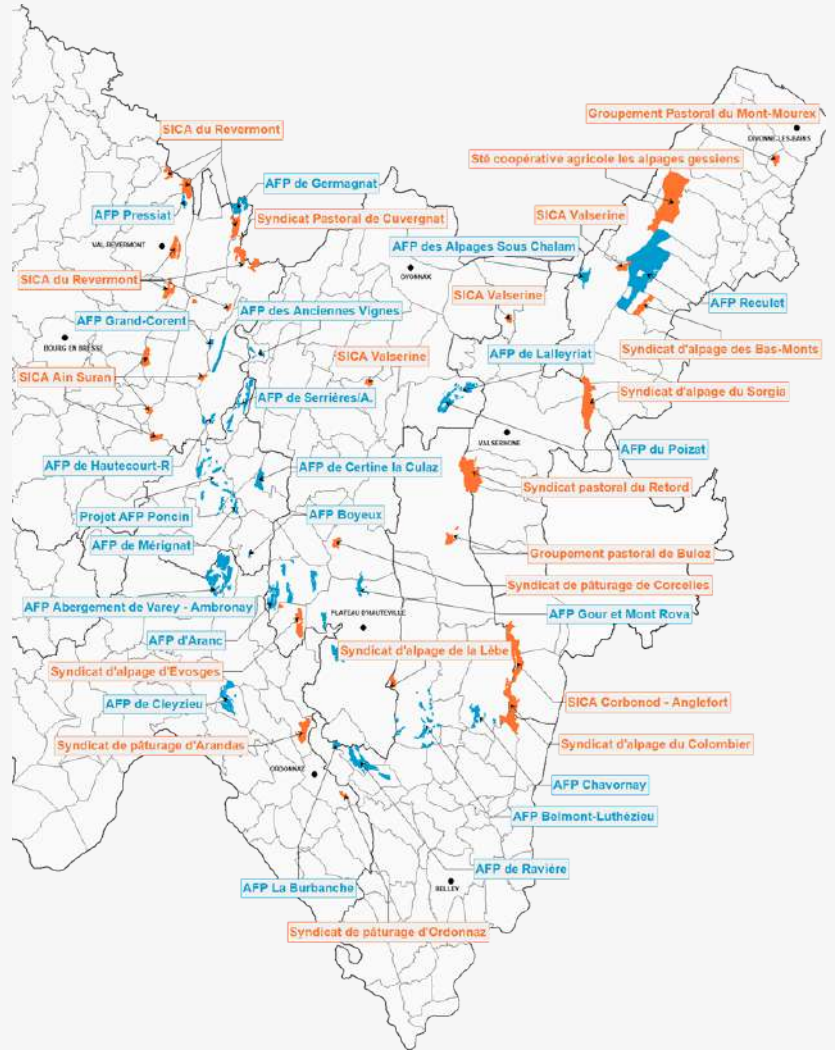 Groupement Pastoral du Mont-Mourex
SICA du Revermont
DIVONNE-LES-BAINS
Sté coopérative agricole les alpages gessiens
AFP de Germagnat
AFP Pressiat
Syndicat Pastoral de Cuvergnat
SICA Valserine
VAL-REVERMONT
AFP des Alpages Sous Chalam
OYONNAX
SICA du Revermont
SICA Valserine
AFP Reculet
AFP des Anciennes Vignes
AFP Grand-Corent
BOURG EN BRESSE
Syndicat d'alpage des Bas-Monts
AFP de Lalleyriat
SICA Valserine
SICA Ain Suran
Syndicat d'alpage du Sorgia
AFP de Serrières/A.
VALSERHONE
AFP du Poizat
AFP de Hautecourt-R
AFP de Certine la Culaz
Syndicat pastoral du Retord
Projet AFP Poncin
AFP Boyeux
AFP de Mérignat
Groupement pastoral de Buloz
Syndicat de pâturage de Corcelles
AFP Abergement de Varey - Ambronay
PLATEAU D'HAUTEVILLE
AFP Gour et Mont Rova
AFP d'Aranc
Syndicat d'alpage de la Lèbe
Syndicat d'alpage d'Evosges
AFP de Cleyzieu
SICA Corbonod - Anglefort
Syndicat de pâturage d'Arandas
Syndicat d'alpage du Colombier
ORDONNAZ
AFP Chavornay
AFP Belmont-Luthézieu
AFP de Ravière
AFP La Burbanche
BELLEY
Syndicat de pâturage d'Ordonnaz